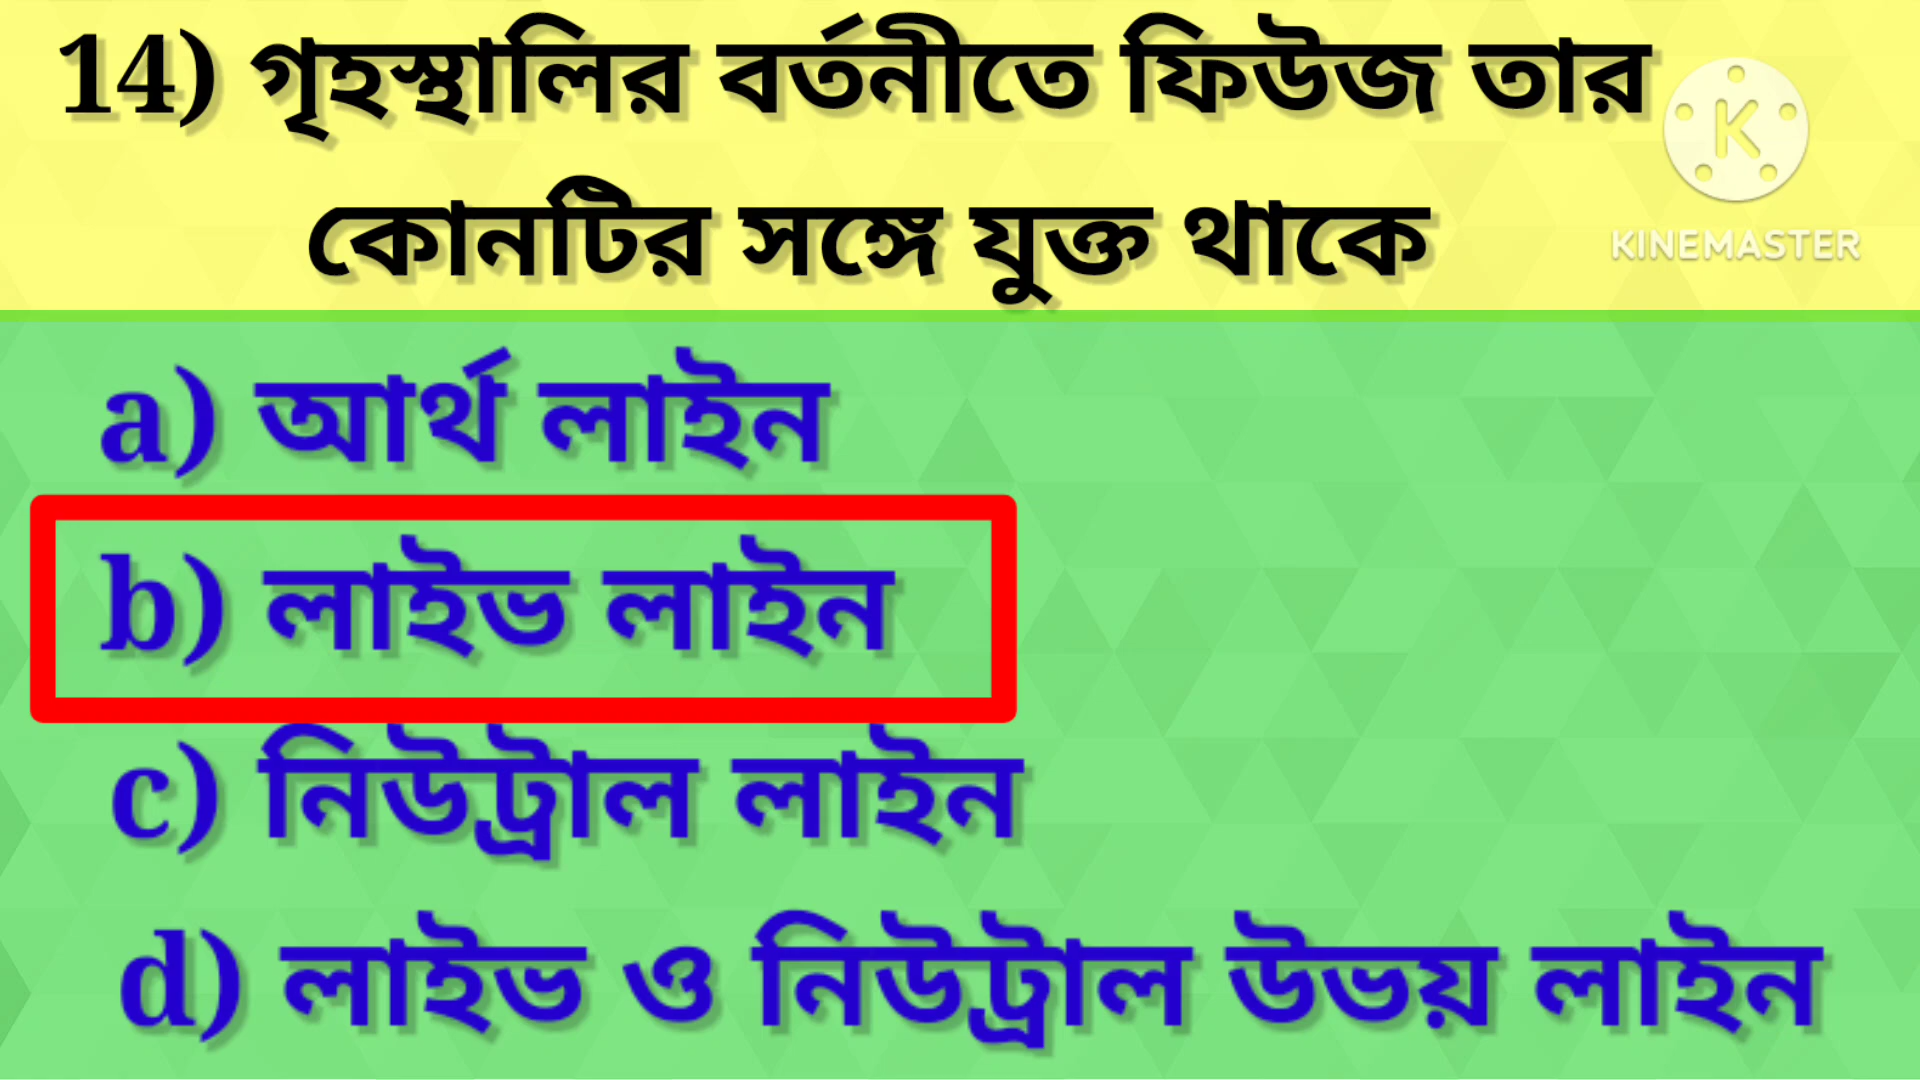 14) গৃহস্থালির বর্তনীতে ফিউজ তার
কোনটির সঙ্গে যুক্ত থাকে
KINEMASTER
a) আর্থ লাইন
b) লাইভ লাইন
c) নিউট্রাল লাইন
d) লাইভ ও নিউট্রাল উভয় লাইন